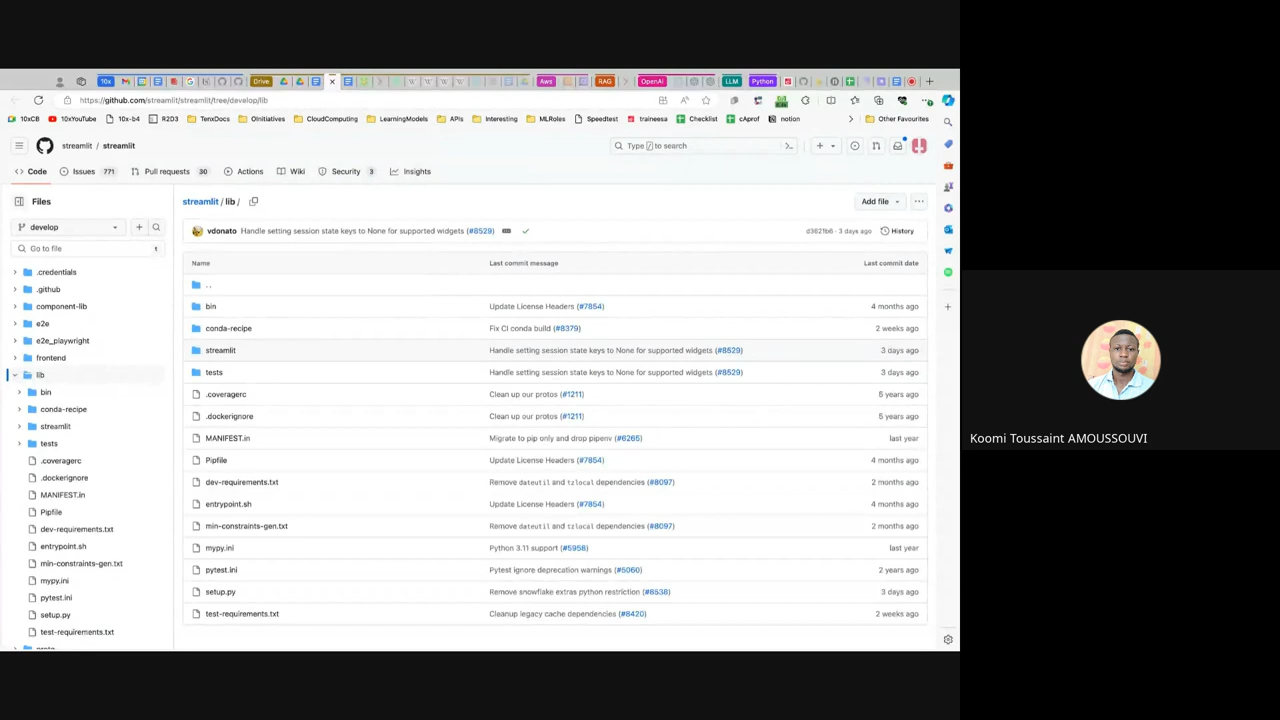 10x
Drive
Aws
RAG
OpenAI
LLM
Python
https://github.com/streamlit/streamlit/tree/develop/lib
10xCB
10xYouTube
10x-b4
R2D3
TenxDocs
OInitiatives
CloudComputing
LearningModels
APIs
Interesting
MLRoles
Speedtest
traineesa
Checklist
cAprof
notion
Other Favourites
streamlit / streamlit
Type / to search
Code
Issues 771
Pull requests 30
Actions
Wiki
Security 3
Insights
Files
develop
Go to file t
.credentials
.github
component-lib
e2e
e2e_playwright
frontend
lib
bin
conda-recipe
streamlit
tests
.coveragerc
.dockerignore
MANIFEST.in
Pipfile
dev-requirements.txt
entrypoint.sh
min-constraints-gen.txt
mypy.ini
pytest.ini
setup.py
test-requirements.txt
proto
streamlit / lib /
Add file
vdonato Handle setting session state keys to None for supported widgets (#8529)
d3621b6 · 3 days ago History
Name Last commit message Last commit date
..
bin Update License Headers (#7854) 4 months ago
conda-recipe Fix CI conda build (#8379) 2 weeks ago
streamlit Handle setting session state keys to None for supported widgets (#8529) 3 days ago
tests Handle setting session state keys to None for supported widgets (#8529) 3 days ago
.coveragerc Clean up our protos (#1211) 5 years ago
.dockerignore Clean up our protos (#1211) 5 years ago
MANIFEST.in Migrate to pip only and drop pipenv (#6265) last year
Pipfile Update License Headers (#7854) 4 months ago
dev-requirements.txt Remove dateutil and tzlocal dependencies (#8097) 2 months ago
entrypoint.sh Update License Headers (#7854) 4 months ago
min-constraints-gen.txt Remove dateutil and tzlocal dependencies (#8097) 2 months ago
mypy.ini Python 3.11 support (#5958) last year
pytest.ini Pytest ignore deprecation warnings (#5060) 2 years ago
setup.py Remove snowflake extras python restriction (#8538) 3 days ago
test-requirements.txt Cleanup legacy cache dependencies (#8420) 2 weeks ago
Koomi Toussaint AMOUSSOUVI